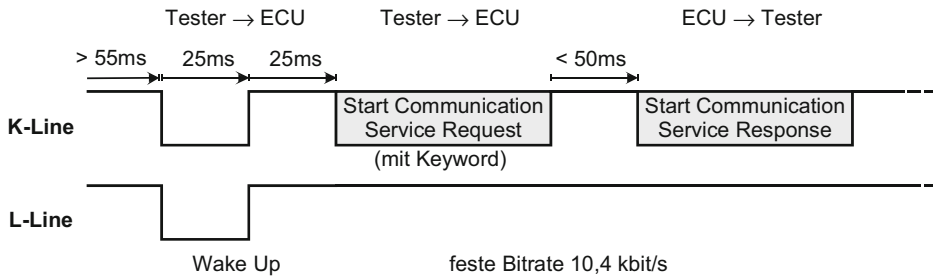 Tester → ECU
Tester → ECU
ECU → Tester
> 55ms
25ms
25ms
< 50ms
K-Line
Start Communication
Service Request
Start Communication
Service Response
(mit Keyword)
L-Line
Wake Up
feste Bitrate 10,4 kbit/s